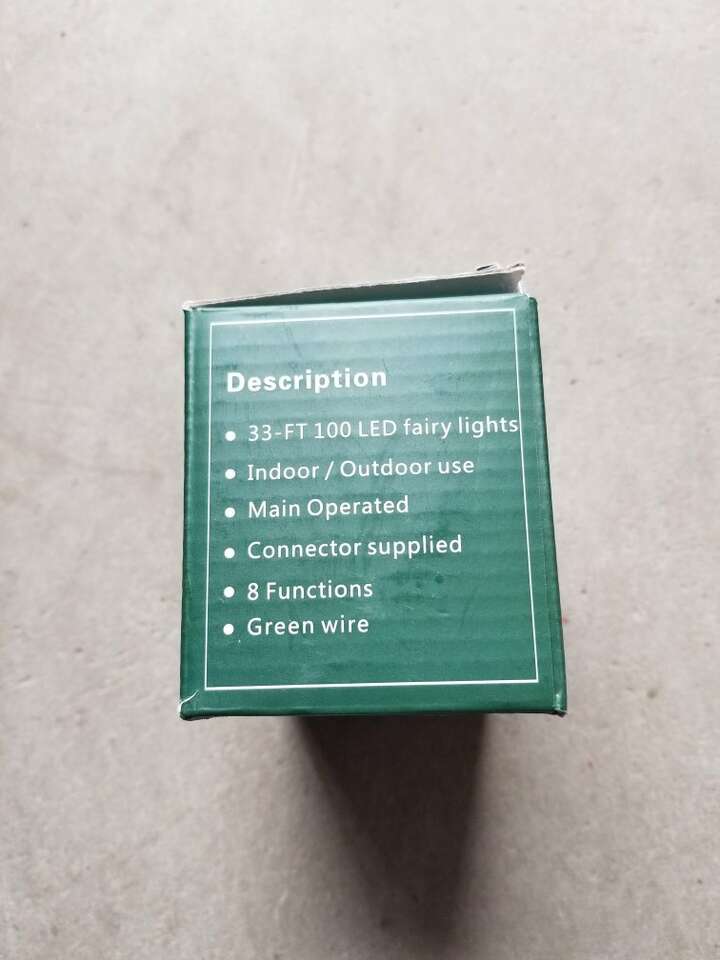 Description
• 33-FT 100 LED fairy lights
• Indoor / Outdoor use
• Main Operated
• Connector supplied
• 8 Functions
• Green wire